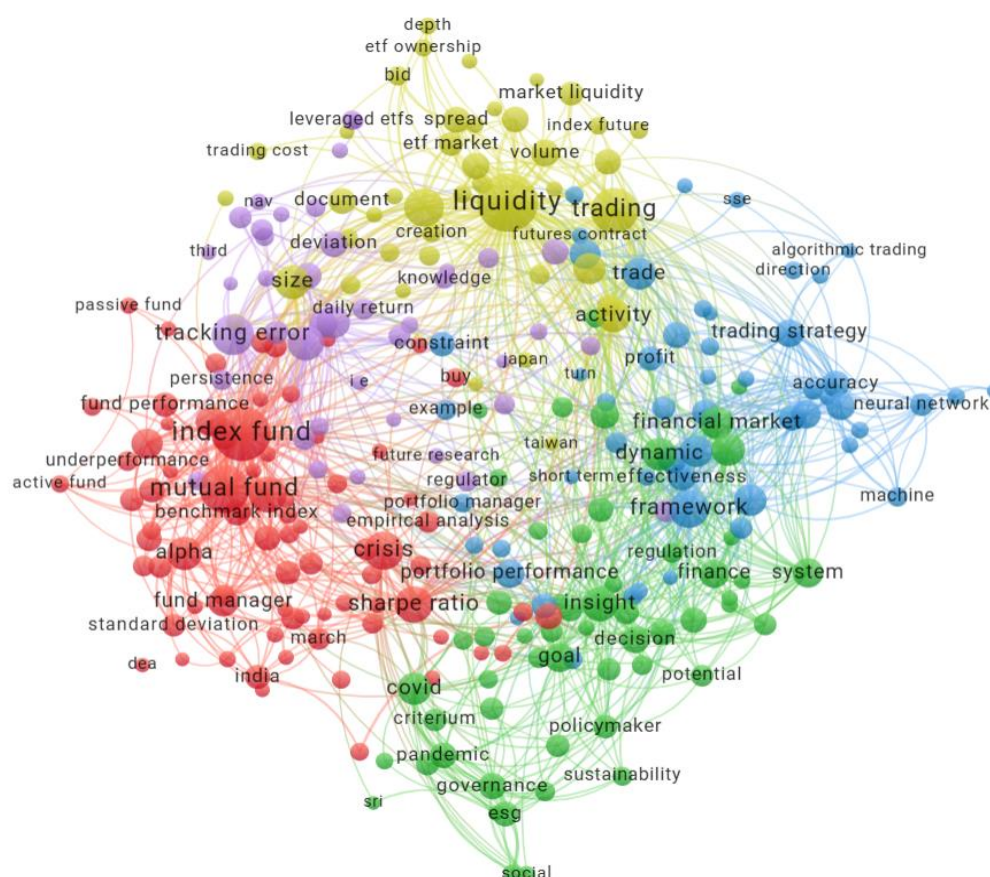 depth
etf ownership
bid
market liquidity
leveraged etfs
spread
index future
etf market
trading cost
volume
nav
document
liquidity
trading
sse
creation
futures contract
third
deviation
algorithmic trading
direction
size
knowledge
trade
passive fund
daily return
activity
tracking error
constraint
trading strategy
japan
profit
persistence
i e
buy
turn
accuracy
fund performance
example
neural network
index fund
financial market
taiwan
underperformance
future research
dynamic
active fund
regulator
short term
effectiveness
mutual fund
portfolio manager
machine
benchmark index
empirical analysis
framework
alpha
crisis
regulation
portfolio performance
finance
system
fund manager
sharpe ratio
insight
standard deviation
march
decision
dea
goal
india
potential
covid
criterium
policymaker
pandemic
sustainability
governance
sri
esg
social